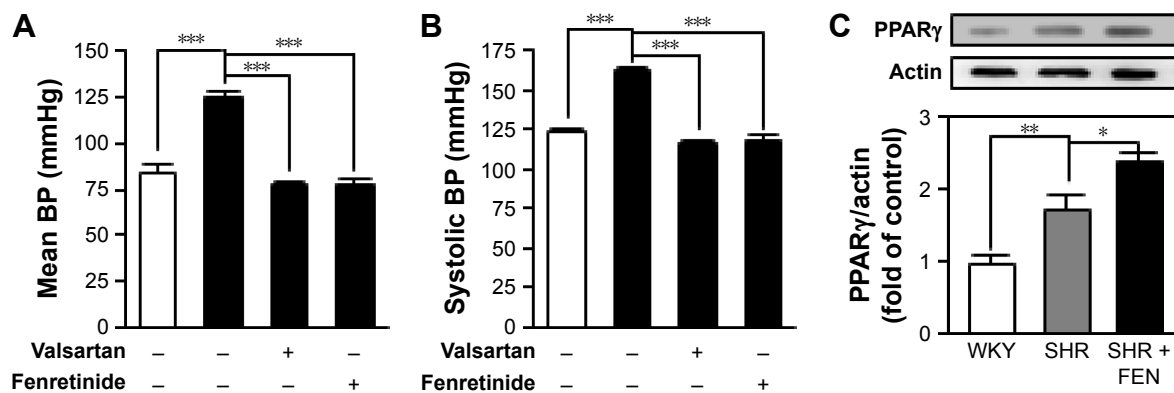 A
Mean BP (mmHg)
150
125
100
75
50
25
0
***
***
***
Valsartan – – + –
Fenretinide – – – +
B
Systolic BP (mmHg)
175
150
125
100
75
50
25
0
***
***
***
– – + –
– – – +
C
PPARγ
Actin
PPARγ/actin
(fold of control)
3
2
1
0
**
*
WKY SHR SHR +
FEN